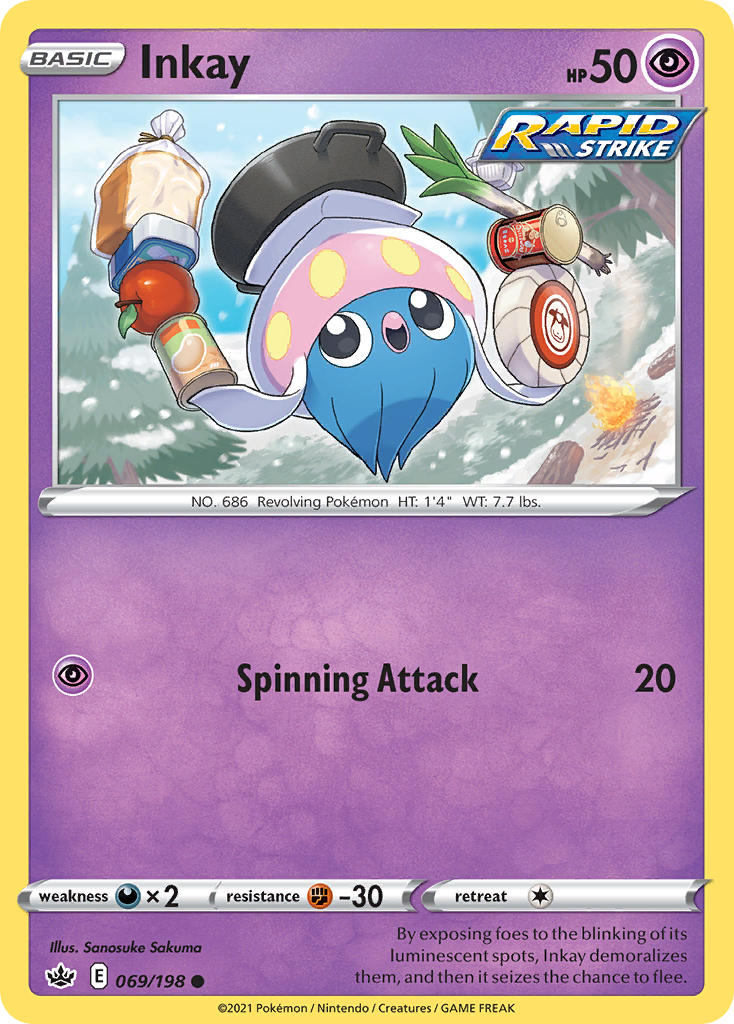 BASIC
Inkay
HP50
RAPID
STRIKE
NO. 686 Revolving Pokémon HT: 1'4" WT: 7.7 lbs.
Spinning Attack 20
weakness ×2 resistance -30 retreat
Illus. Sanosuke Sakuma
By exposing foes to the blinking of its
luminescent spots, Inkay demoralizes
them, and then it seizes the chance to flee.
E 069/198
©2021 Pokémon / Nintendo / Creatures / GAME FREAK